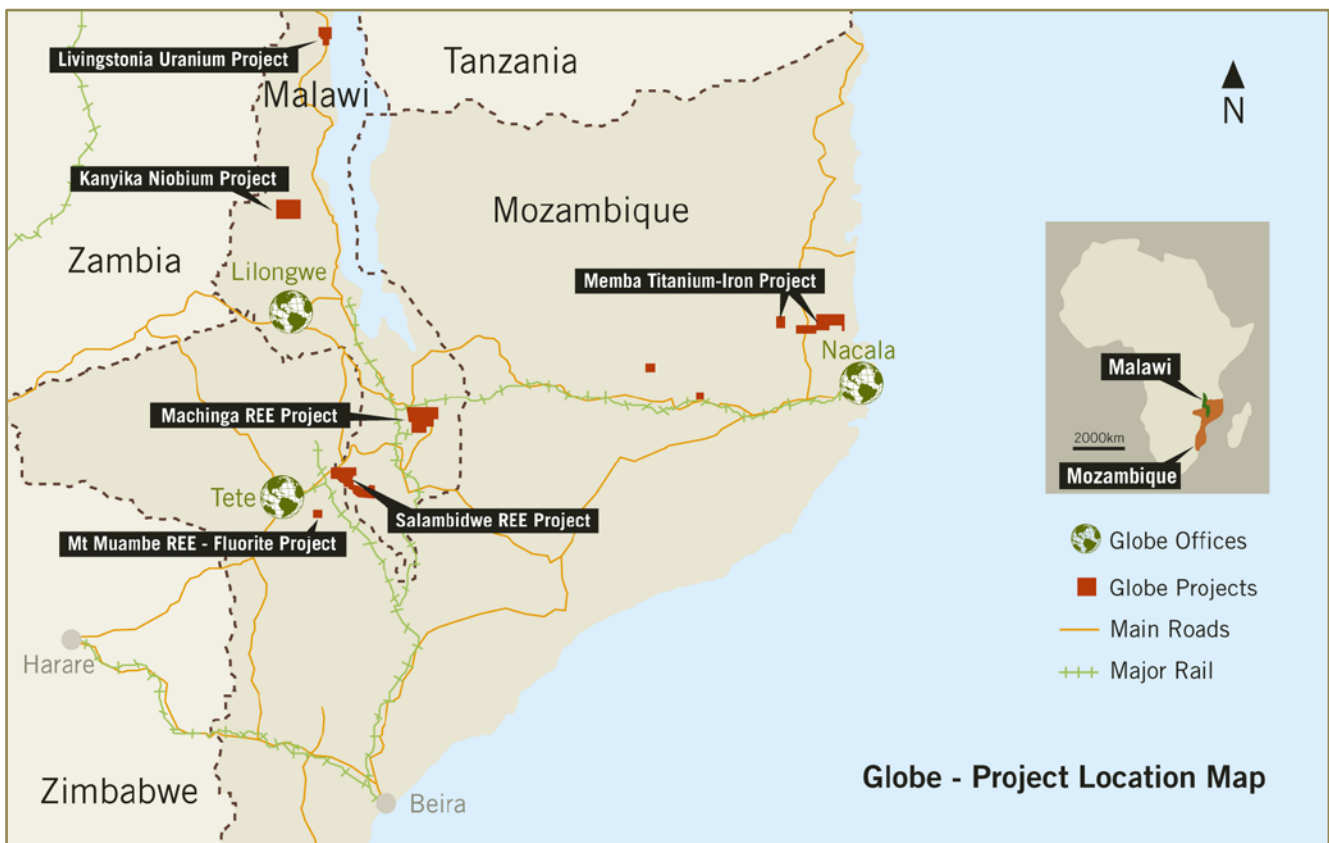 Livingstonia Uranium Project
Tanzania
Malawi
N
Kanyika Niobium Project
Mozambique
Zambia
Lilongwe
Memba Titanium-Iron Project
Nacala
Machinga REE Project
Tete
Salambidwe REE Project
Mt Muambe REE - Fluorite Project
Harare
Zimbabwe
Beira
Malawi
2000km
Mozambique
Globe Offices
Globe Projects
Main Roads
Major Rail
Globe - Project Location Map